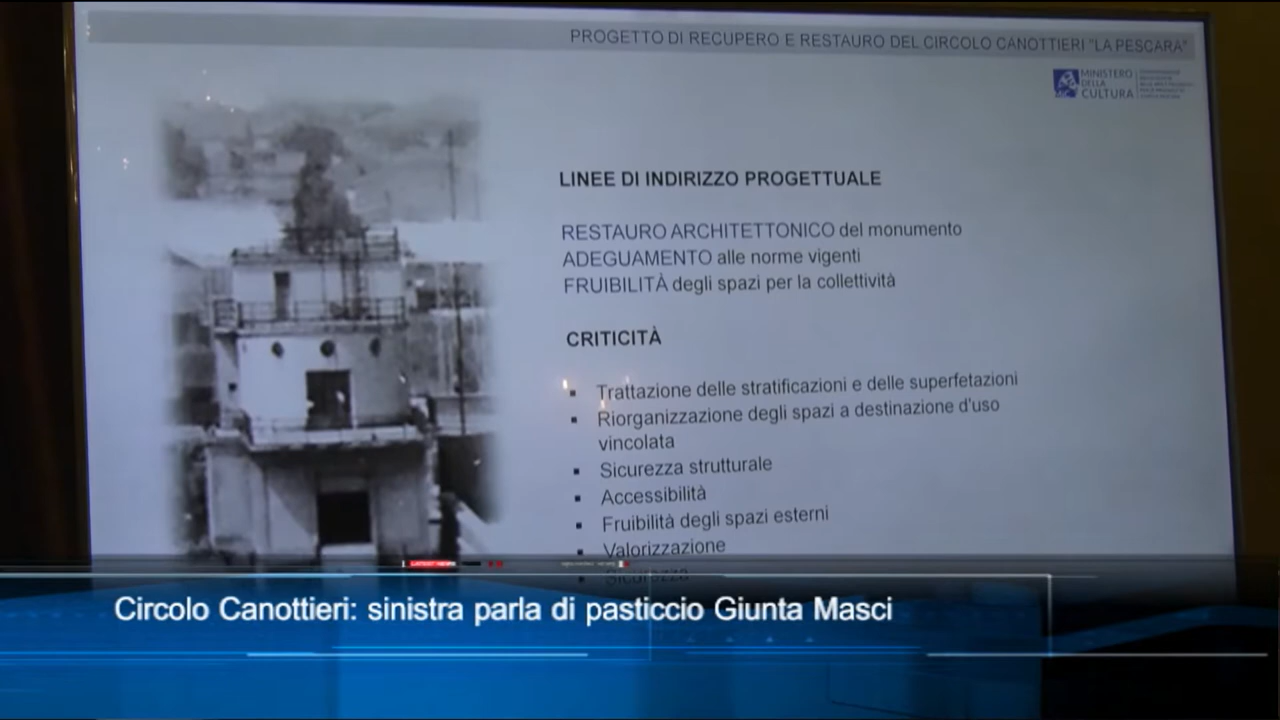 PROGETTO DI RECUPERO E RESTAURO DEL CIRCOLO CANOTTIERI "LA PESCARA"
MINISTERO
DELLA
CULTURA
LINEE DI INDIRIZZO PROGETTUALE
RESTAURO ARCHITETTONICO del monumento
ADEGUAMENTO alle norme vigenti
FRUIBILITÀ degli spazi per la collettività
CRITICITÀ
▪ Trattazione delle stratificazioni e delle superfetazioni
▪ Riorganizzazione degli spazi a destinazione d'uso
vincolata
▪ Sicurezza strutturale
▪ Accessibilità
▪ Fruibilità degli spazi esterni
▪ Valorizzazione
▪ Sicurezza
LATEST NEWS
Circolo Canottieri: sinistra parla di pasticcio Giunta Masci